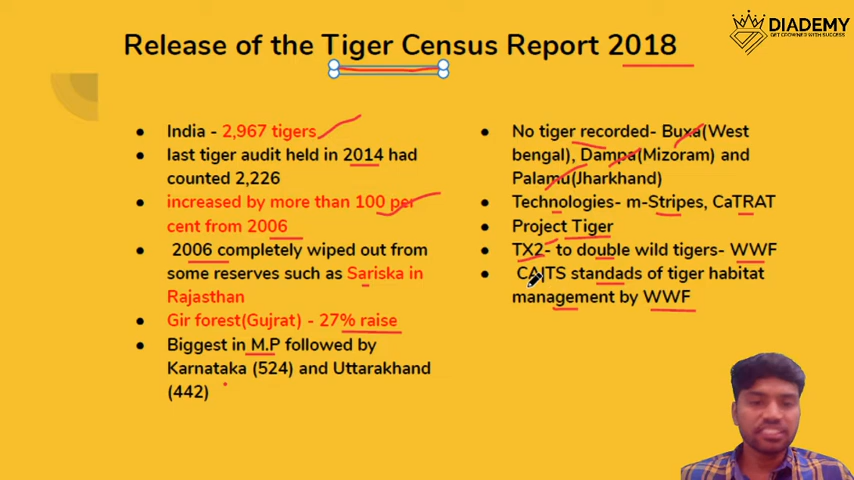 DIADEMY
GET CROWNED WITH SUCCESS
Release of the Tiger Census Report 2018
● India - 2,967 tigers
● last tiger audit held in 2014 had
counted 2,226
● increased by more than 100 per
cent from 2006
● 2006 completely wiped out from
some reserves such as Sariska in
Rajasthan
● Gir forest(Gujrat) - 27% raise
● Biggest in M.P followed by
Karnataka (524) and Uttarakhand
(442)
● No tiger recorded- Buxa(West
bengal), Dampa(Mizoram) and
Palamu(Jharkhand)
● Technologies- m-Stripes, CaTRAT
● Project Tiger
● TX2- to double wild tigers- WWF
● standads of tiger habitat
management by WWF